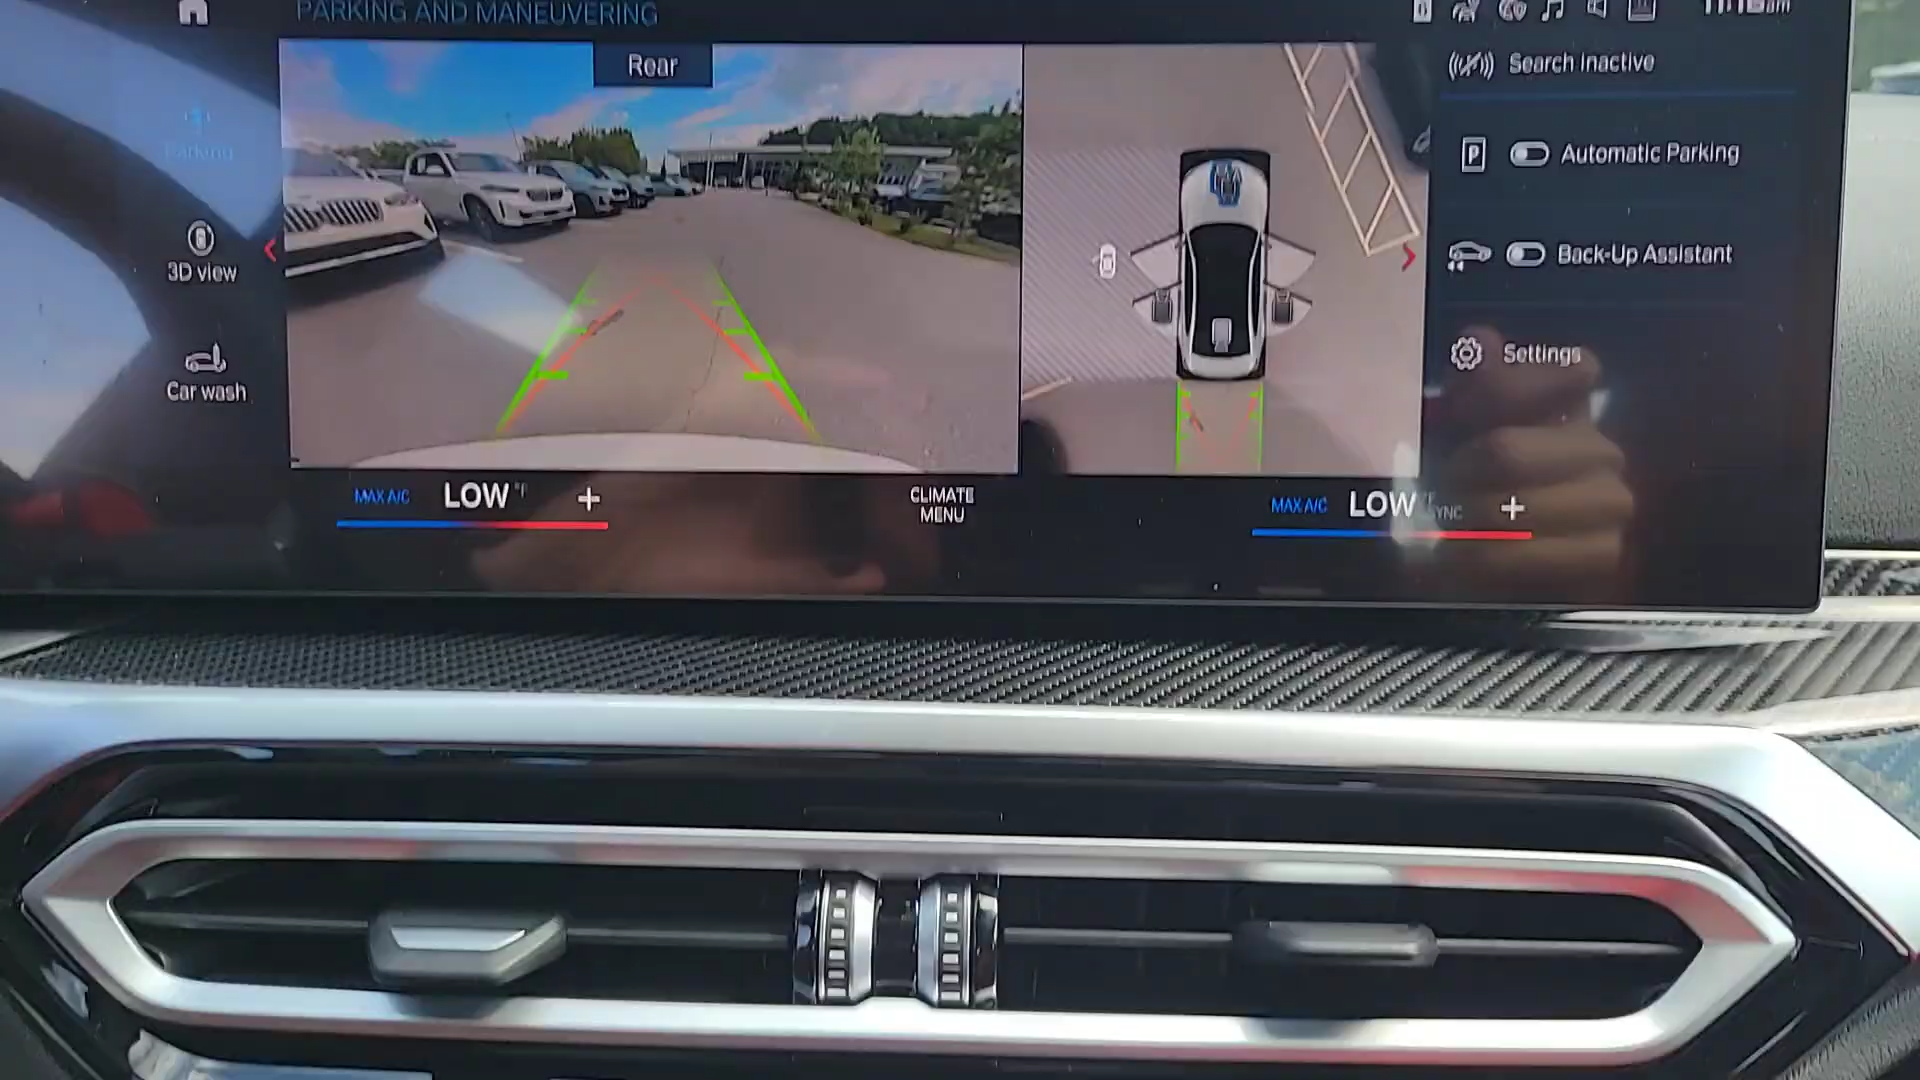 PARKING AND MANEUVERING
Rear
Search inactive
Parking
Automatic Parking
3D view
Back-Up Assistant
Settings
Car wash
MAX A/C LOW °F +
CLIMATE
MENU
MAX A/C LOW +